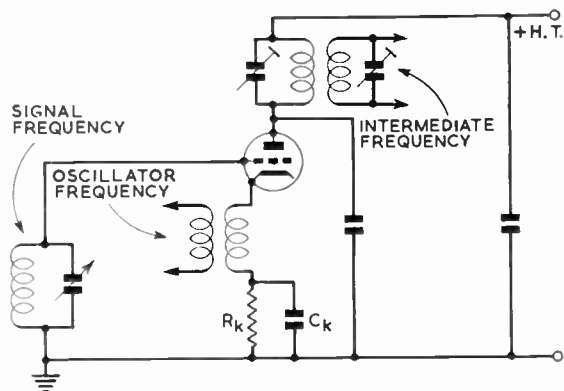 +H.T.
SIGNAL
FREQUENCY
INTERMEDIATE
FREQUENCY
OSCILLATOR
FREQUENCY
Rk
Ck